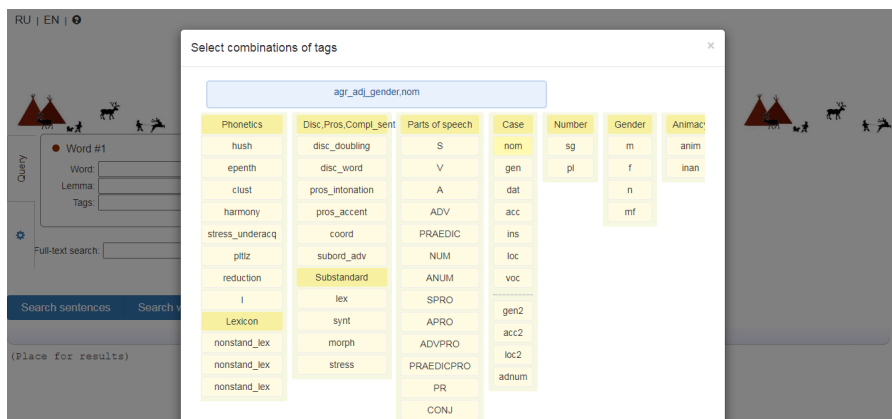 RU | EN |
Select combinations of tags
×
agr_adj_gender,nom
Phonetics
hush
epenth
clust
harmony
stress_underacq
pltlz
reduction
l
Lexicon
nonstand_lex
nonstand_lex
nonstand_lex
Disc,Pros,Compl_sent
disc_doubling
disc_word
pros_intonation
pros_accent
coord
subord_adv
Substandard
lex
synt
morph
stress
Parts of speech
S
V
A
ADV
PRAEDIC
NUM
ANUM
SPRO
APRO
ADVPRO
PRAEDICPRO
PR
CONJ
Case
nom
gen
dat
acc
ins
loc
voc
gen2
acc2
loc2
adnum
Number
sg
pl
Gender
m
f
n
mf
Animacy
anim
inan
Query
Word #1
Word:
Lemma:
Tags:
Full-text search:
Search sentences
Search
(Place for results)